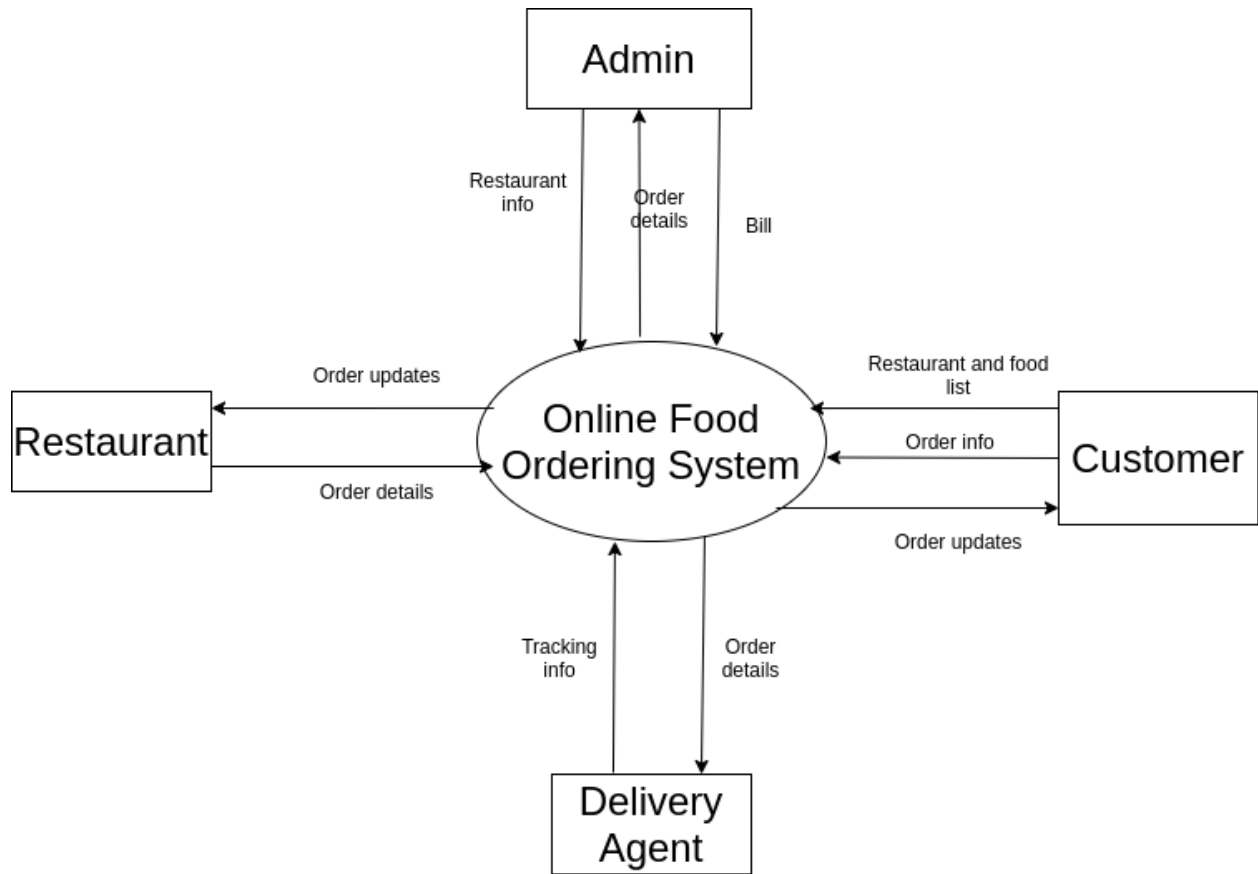 Admin
Restaurant
info
Order
details
Bill
Order updates
Restaurant and food
list
Restaurant
Online Food
Ordering System
Order info
Customer
Order details
Order updates
Tracking
info
Order
details
Delivery
Agent